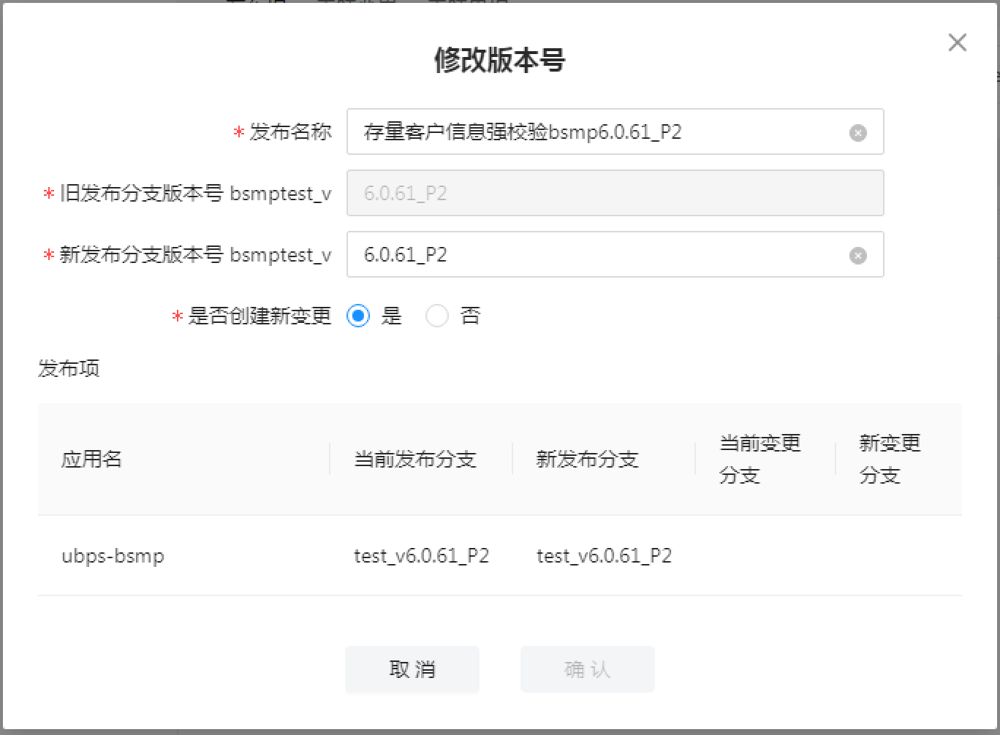 修改版本号
* 发布名称 存量客户信息强校验bsmp6.0.61_P2
* 旧发布分支版本号 bsmptest_v 6.0.61_P2
* 新发布分支版本号 bsmptest_v 6.0.61_P2
* 是否创建新变更 是 否
发布项
应用名 当前发布分支 新发布分支 当前变更分支 新变更分支
ubps-bsmp test_v6.0.61_P2 test_v6.0.61_P2
取 消 确 认